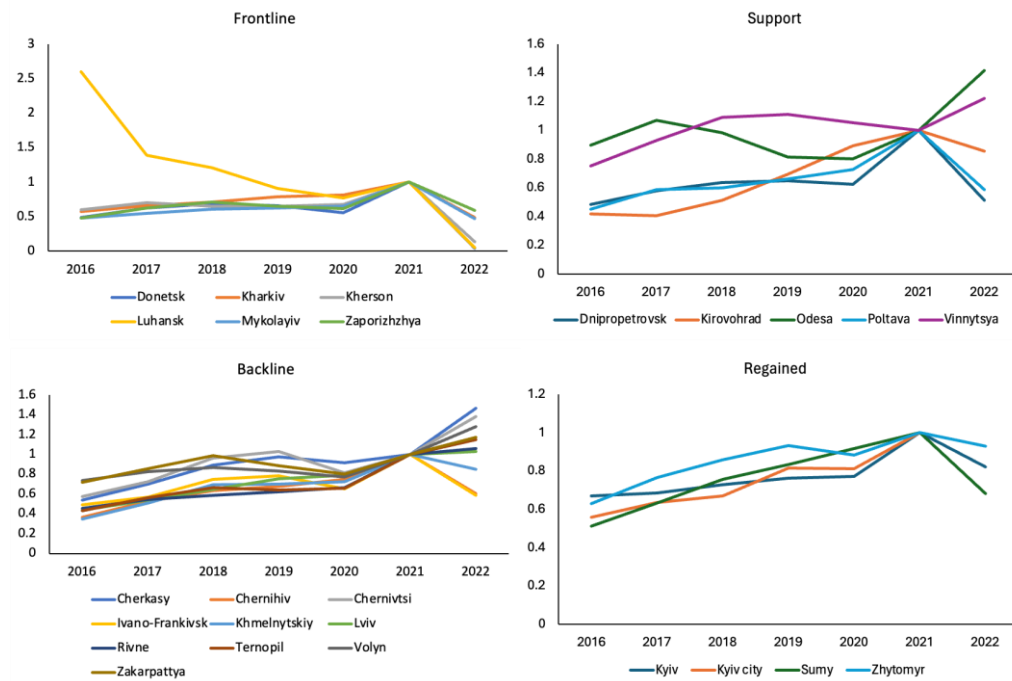 Frontline
3
2.5
2
1.5
1
0.5
0
2016 2017 2018 2019 2020 2021 2022
Donetsk Kharkiv Kherson
Luhansk Mykolayiv Zaporizhzhya
Support
1.6
1.4
1.2
1
0.8
0.6
0.4
0.2
0
2016 2017 2018 2019 2020 2021 2022
Dnipropetrovsk Kirovohrad Odesa Poltava Vinnytsya
Backline
1.6
1.4
1.2
1
0.8
0.6
0.4
0.2
0
2016 2017 2018 2019 2020 2021 2022
Cherkasy Chernihiv Chernivtsi
Ivano-Frankivsk Khmelnytskiy Lviv
Rivne Ternopil Volyn
Zakarpattya
Regained
1.2
1
0.8
0.6
0.4
0.2
0
2016 2017 2018 2019 2020 2021 2022
Kyiv Kyiv city Sumy Zhytomyr